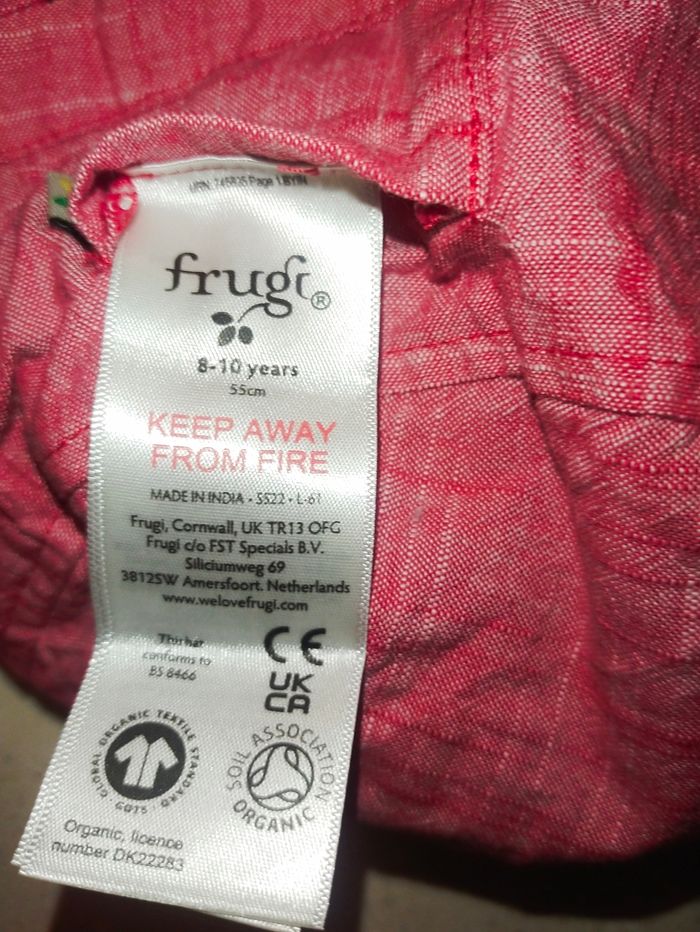 frugi®
8-10 years
55cm
KEEP AWAY
FROM FIRE
MADE IN INDIA • SS22 • L-61
Frugi, Cornwall, UK TR13 OFG
Frugi c/o FST Specials B.V.
Siliciumweg 69
3812SW Amersfoort. Netherlands
www.welovefrugi.com
This hat
conforms to
BS 8466
CE
UK
CA
GLOBAL ORGANIC TEXTILE STANDARD
GOTS
SOIL ASSOCIATION
ORGANIC
Organic, licence
number DK22283